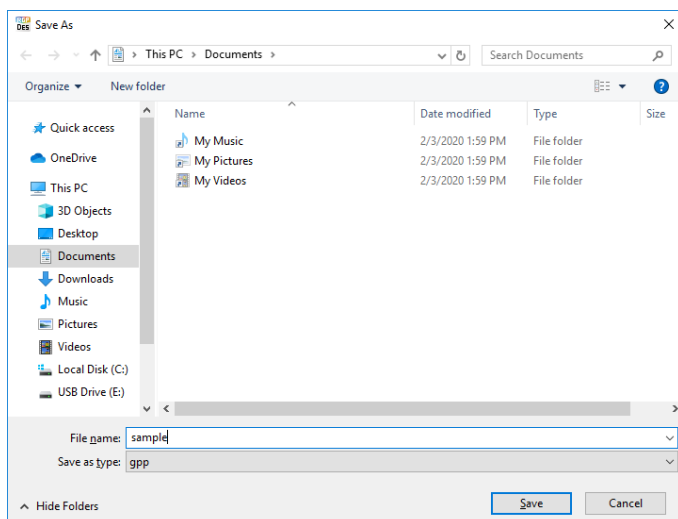 DES Save As
This PC Documents
Search Documents
Organize New folder
Name Date modified Type Size
Quick access
OneDrive
This PC
3D Objects
Desktop
Documents
Downloads
Music
Pictures
Videos
Local Disk (C:)
USB Drive (E:)
My Music 2/3/2020 1:59 PM File folder
My Pictures 2/3/2020 1:59 PM File folder
My Videos 2/3/2020 1:59 PM File folder
File name: sample
Save as type: gpp
Hide Folders Save Cancel